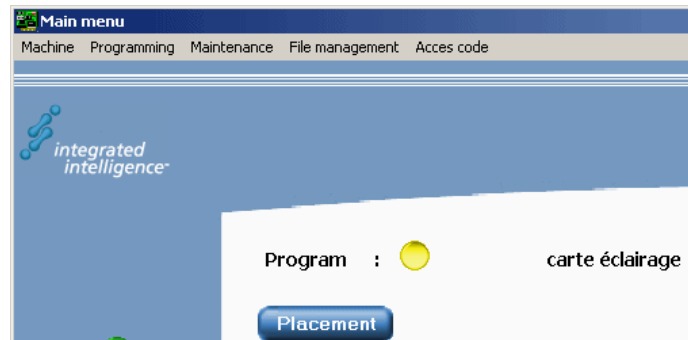 Main menu
Machine Programming Maintenance File management Acces code
integrated
intelligence
Program : carte éclairage
Placement